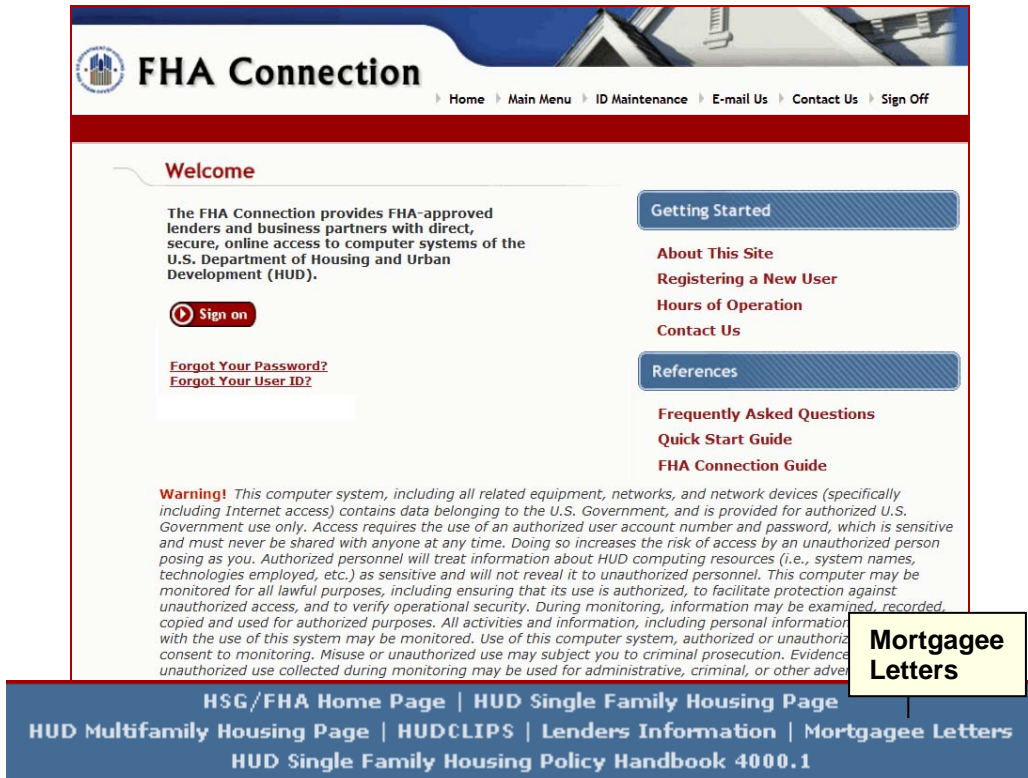 FHA Connection
Home Main Menu ID Maintenance E-mail Us Contact Us Sign Off
Welcome
The FHA Connection provides FHA-approved
lenders and business partners with direct,
secure, online access to computer systems of the
U.S. Department of Housing and Urban
Development (HUD).
Sign on
Forgot Your Password?
Forgot Your User ID?
Getting Started
About This Site
Registering a New User
Hours of Operation
Contact Us
References
Frequently Asked Questions
Quick Start Guide
FHA Connection Guide
Warning! This computer system, including all related equipment, networks, and network devices (specifically
including Internet access) contains data belonging to the U.S. Government, and is provided for authorized U.S.
Government use only. Access requires the use of an authorized user account number and password, which is sensitive
and must never be shared with anyone at any time. Doing so increases the risk of access by an unauthorized person
posing as you. Authorized personnel will treat information about HUD computing resources (i.e., system names,
technologies employed, etc.) as sensitive and will not reveal it to unauthorized personnel. This computer may be
monitored for all lawful purposes, including ensuring that its use is authorized, to facilitate protection against
unauthorized access, and to verify operational security. During monitoring, information may be examined, recorded,
copied and used for authorized purposes. All activities and information, including personal information
with the use of this system may be monitored. Use of this computer system, authorized or
consent to monitoring. Misuse or unauthorized use may subject you to criminal prosecution. Evidence
unauthorized use collected during monitoring may be used for administrative, criminal, or other
Mortgagee
Letters
HSG/FHA Home Page | HUD Single Family Housing Page
HUD Multifamily Housing Page | HUDCLIPS | Lenders Information | Mortgagee Letters
HUD Single Family Housing Policy Handbook 4000.1